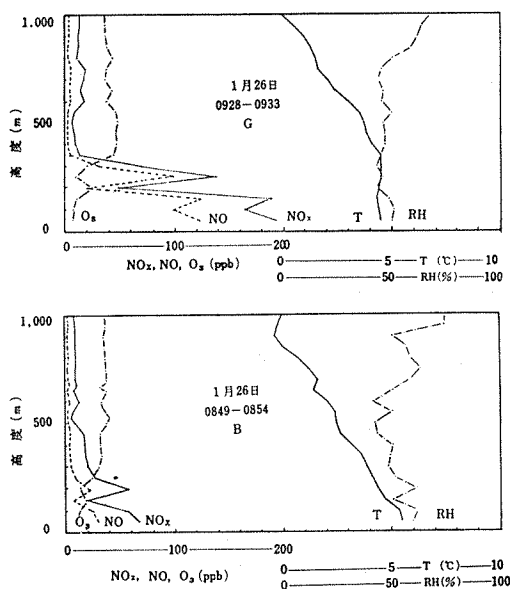 1,000
500
0
高度(m)
1月26日
0928-0933
G
O₃
NO
NOx
T
RH
0 100 200
NOx, NO, O₃ (ppb)
0 5 T (℃) 10
0 50 RH(%) 100
1,000
500
0
高度(m)
1月26日
0849-0854
B
O₃
NO
NOx
T
RH
0 100 200
NOx, NO, O₃ (ppb)
0 5 T (℃) 10
0 50 RH(%) 100